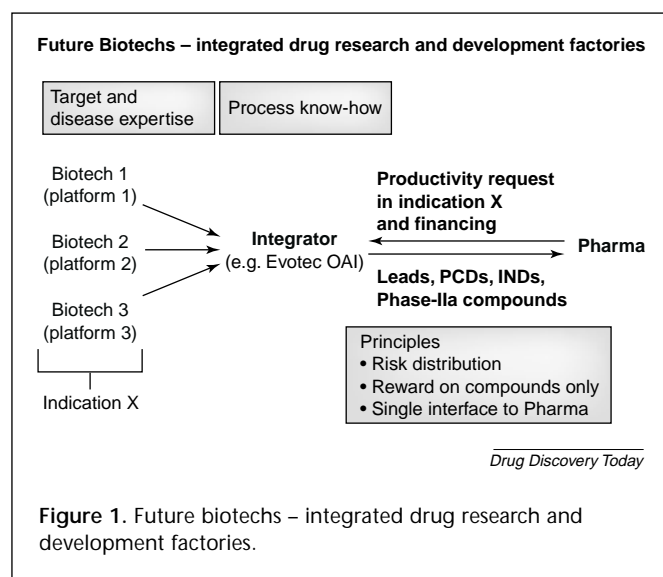 Future Biotechs – integrated drug research and development factories
Target and
disease expertise
Process know-how
Biotech 1
(platform 1)
Biotech 2
(platform 2)
Biotech 3
(platform 3)
Indication X
Integrator
(e.g. Evotec OAI)
Productivity request
in indication X
and financing
Pharma
Leads, PCDs, INDs,
Phase-IIa compounds
Principles
• Risk distribution
• Reward on compounds only
• Single interface to Pharma
Drug Discovery Today
Figure 1. Future biotechs – integrated drug research and
development factories.